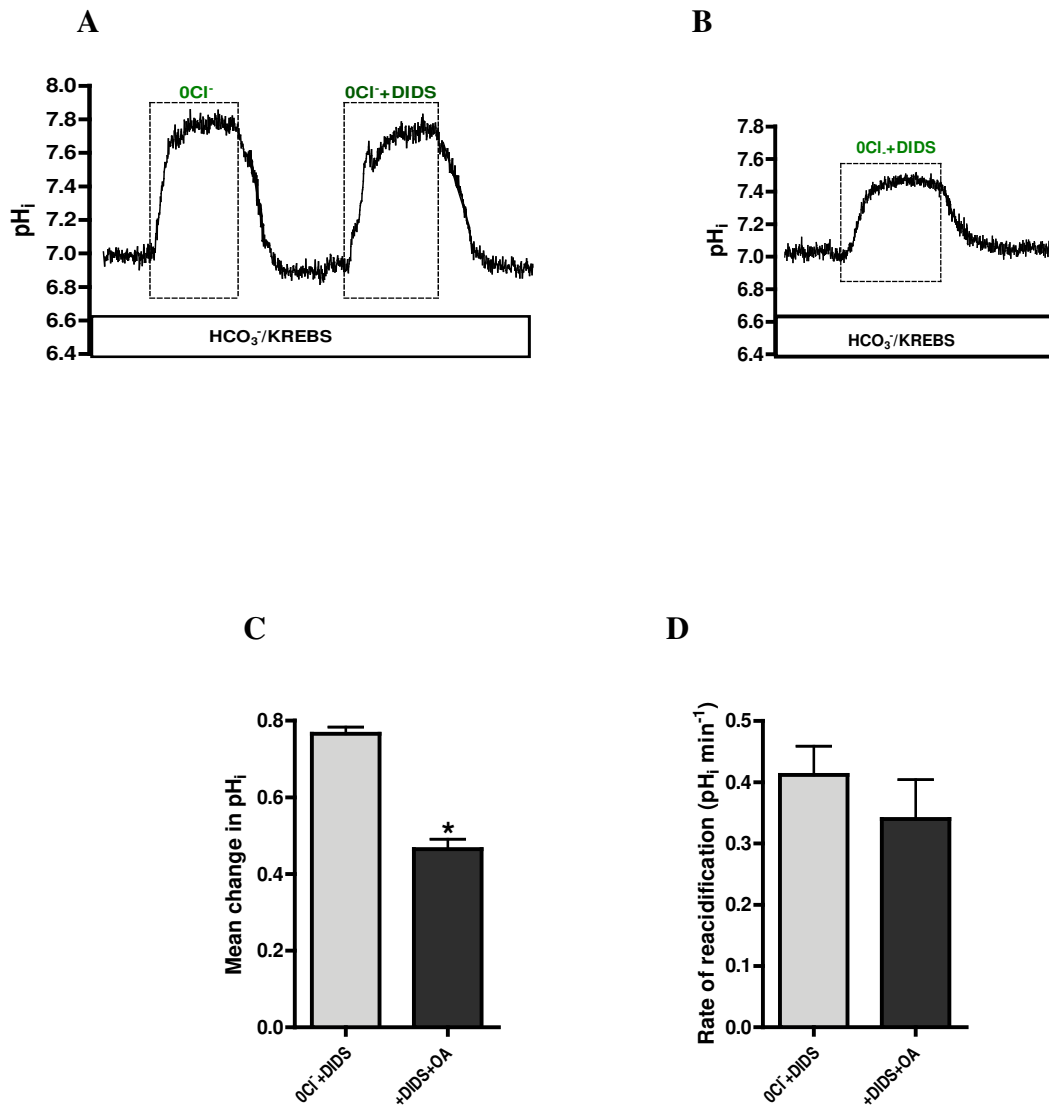 A
B
pHᵢ
8.0
7.8
7.6
7.4
7.2
7.0
6.8
6.6
6.4
0Cl⁻
0Cl⁻+DIDS
HCO₃⁻/KREBS
pHᵢ
7.8
7.6
7.4
7.2
7.0
6.8
6.6
6.4
0Cl-+DIDS
HCO₃⁻/KREBS
C
D
Mean change in pHᵢ
0.8
0.6
0.4
0.2
0.0
*
0Cl⁻+DIDS
+DIDS+OA
Rate of reacidification (pHᵢ min⁻¹)
0.5
0.4
0.3
0.2
0.1
0.0
0Cl⁻+DIDS
+DIDS+OA